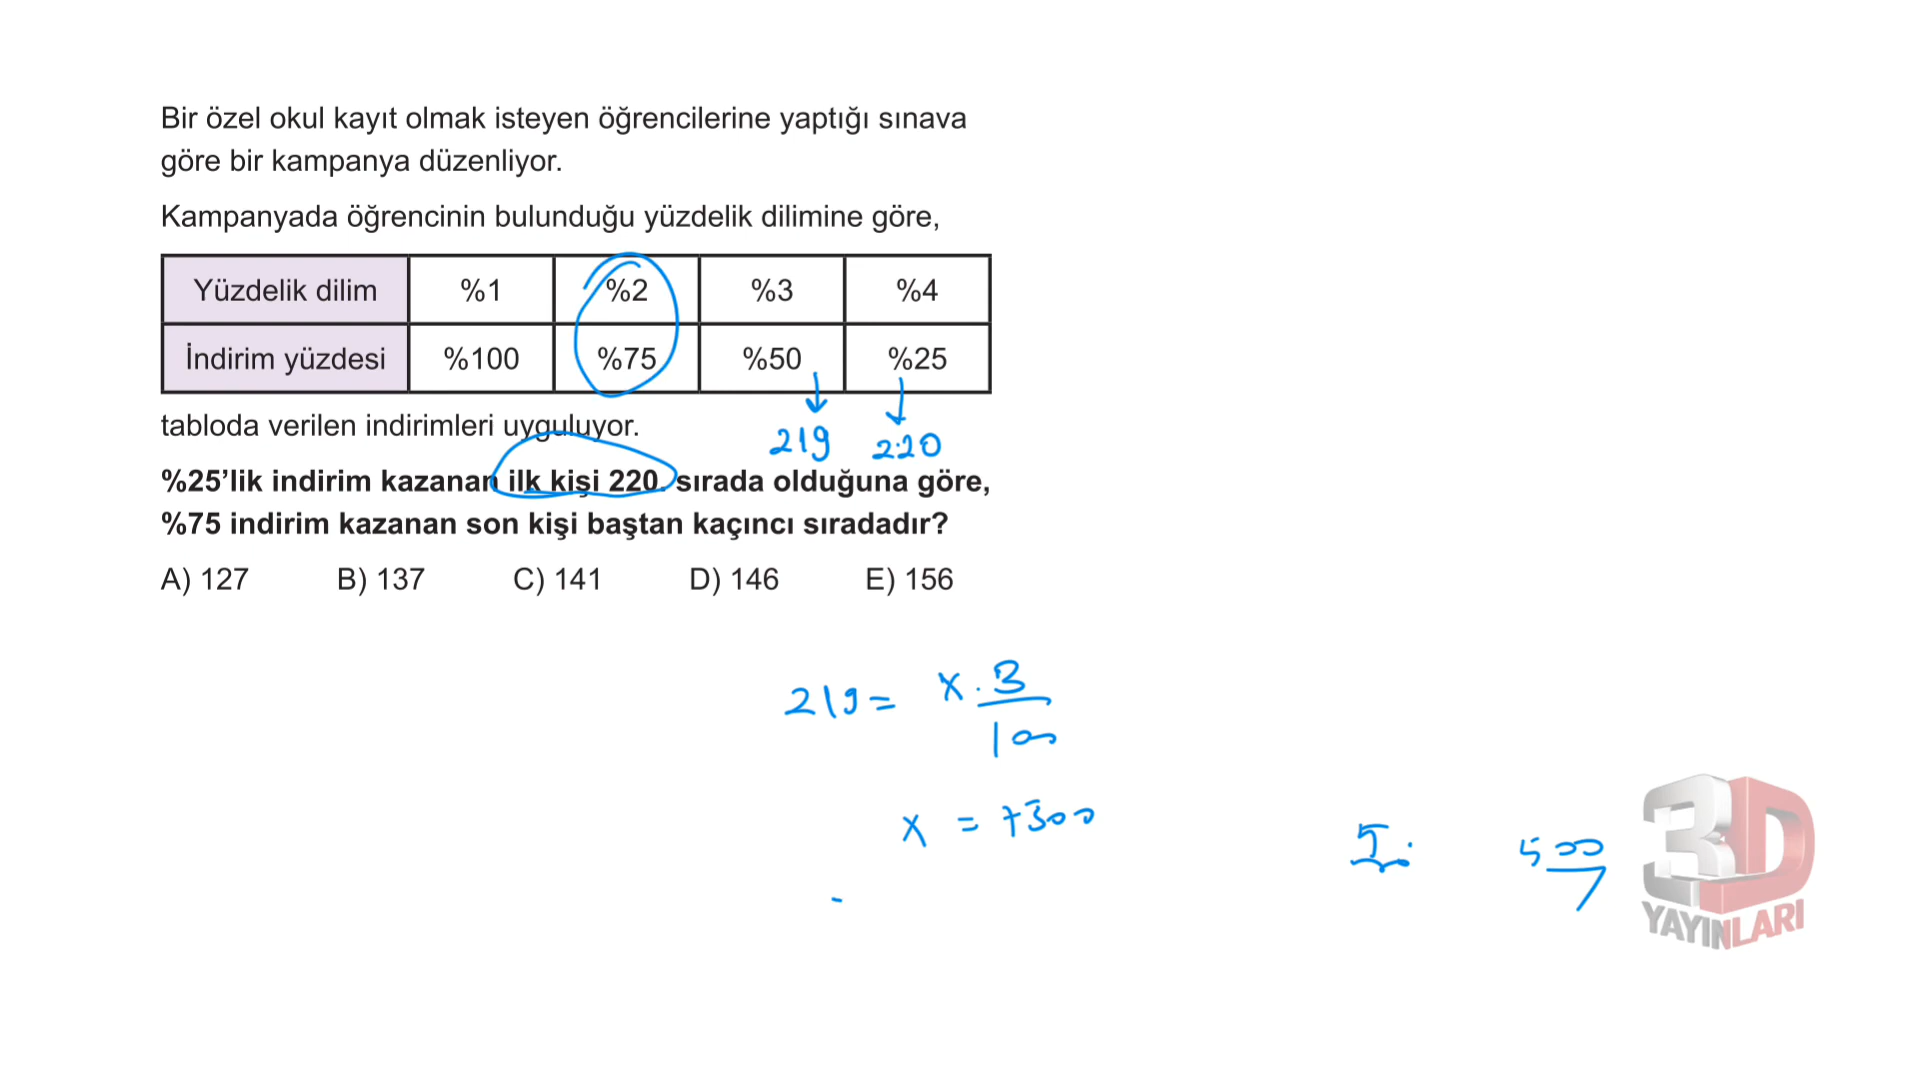 Bir özel okul kayıt olmak isteyen öğrencilerine yaptığı sınava
göre bir kampanya düzenliyor.
Kampanyada öğrencinin bulunduğu yüzdelik dilimine göre,
Yüzdelik dilim %1 %2 %3 %4
İndirim yüzdesi %100 %75 %50 %25
tabloda verilen indirimleri uyguluyor.
219 220
%25’lik indirim kazanan ilk kişi 220. sırada olduğuna göre,
%75 indirim kazanan son kişi baştan kaçıncı sıradadır?
A) 127 B) 137 C) 141 D) 146 E) 156
219 = x . 3
100
x = 7300
500
3D
YAYINLARI